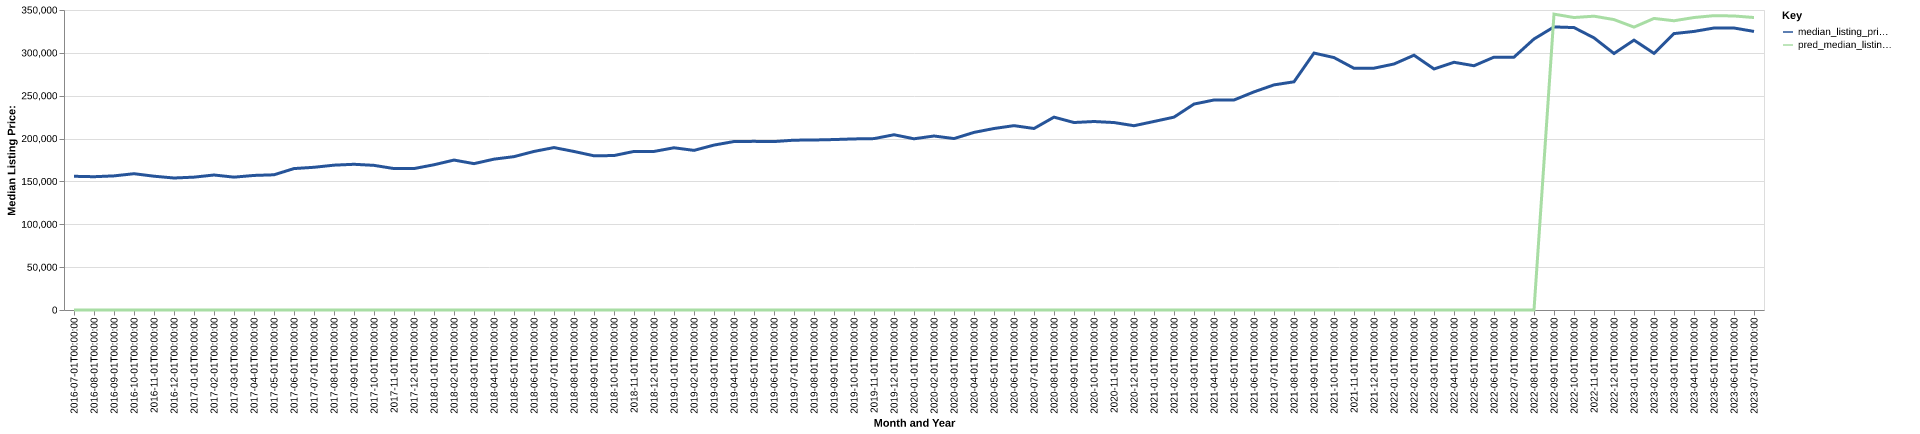 350,000
300,000
250,000
200,000
150,000
100,000
50,000
0
Median Listing Price:
2016-07-01T00:00:00
2016-08-01T00:00:00
2016-09-01T00:00:00
2016-10-01T00:00:00
2016-11-01T00:00:00
2016-12-01T00:00:00
2017-01-01T00:00:00
2017-02-01T00:00:00
2017-03-01T00:00:00
2017-04-01T00:00:00
2017-05-01T00:00:00
2017-06-01T00:00:00
2017-07-01T00:00:00
2017-08-01T00:00:00
2017-09-01T00:00:00
2017-10-01T00:00:00
2017-11-01T00:00:00
2017-12-01T00:00:00
2018-01-01T00:00:00
2018-02-01T00:00:00
2018-03-01T00:00:00
2018-04-01T00:00:00
2018-05-01T00:00:00
2018-06-01T00:00:00
2018-07-01T00:00:00
2018-08-01T00:00:00
2018-09-01T00:00:00
2018-10-01T00:00:00
2018-11-01T00:00:00
2018-12-01T00:00:00
2019-01-01T00:00:00
2019-02-01T00:00:00
2019-03-01T00:00:00
2019-04-01T00:00:00
2019-05-01T00:00:00
2019-06-01T00:00:00
2019-07-01T00:00:00
2019-08-01T00:00:00
2019-09-01T00:00:00
2019-10-01T00:00:00
2019-11-01T00:00:00
2019-12-01T00:00:00
2020-01-01T00:00:00
2020-02-01T00:00:00
2020-03-01T00:00:00
2020-04-01T00:00:00
2020-05-01T00:00:00
2020-06-01T00:00:00
2020-07-01T00:00:00
2020-08-01T00:00:00
2020-09-01T00:00:00
2020-10-01T00:00:00
2020-11-01T00:00:00
2020-12-01T00:00:00
2021-01-01T00:00:00
2021-02-01T00:00:00
2021-03-01T00:00:00
2021-04-01T00:00:00
2021-05-01T00:00:00
2021-06-01T00:00:00
2021-07-01T00:00:00
2021-08-01T00:00:00
2021-09-01T00:00:00
2021-10-01T00:00:00
2021-11-01T00:00:00
2021-12-01T00:00:00
2022-01-01T00:00:00
2022-02-01T00:00:00
2022-03-01T00:00:00
2022-04-01T00:00:00
2022-05-01T00:00:00
2022-06-01T00:00:00
2022-07-01T00:00:00
2022-08-01T00:00:00
2022-09-01T00:00:00
2022-10-01T00:00:00
2022-11-01T00:00:00
2022-12-01T00:00:00
2023-01-01T00:00:00
2023-02-01T00:00:00
2023-03-01T00:00:00
2023-04-01T00:00:00
2023-05-01T00:00:00
2023-06-01T00:00:00
2023-07-01T00:00:00
Month and Year
Key
median_listing_pri…
pred_median_listin…